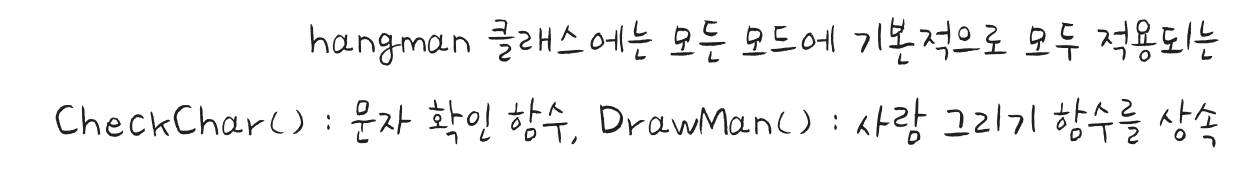 hangman 클래스에는 모든 모드에 기본적으로 모두 적용되는
CheckChar() : 문자 확인 함수, DrawMan() : 사람 그리기 함수를 상속